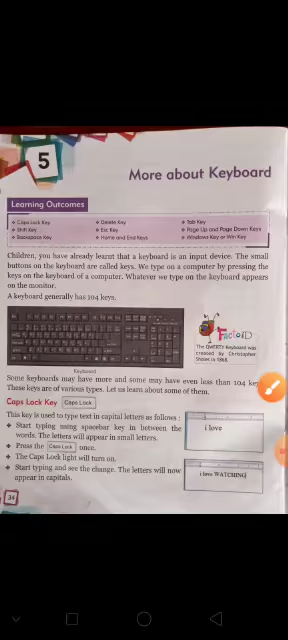 5
More about Keyboard
Learning Outcomes
Caps Lock Key
Delete Key
Tab Key
Shift Key
Esc Key
Page Up and Page Down Keys
Backspace Key
Home and End Keys
Windows Key or Win Key
Children, you have already learnt that a keyboard is an input device. The small
buttons on the keyboard are called keys. We type on a computer by pressing the
keys on the keyboard of a computer. Whatever we type on the keyboard appears
on the monitor.
A keyboard generally has 104 keys.
FactoID
The QWERTY Keyboard was
created by Christopher
Sholes in 1868.
Keyboard
Some keyboards may have more and some may have even less than 104 key
These keys are of various types. Let us learn about some of them.
Caps Lock Key Caps Lock
This key is used to type text in capital letters as follows :
Start typing using spacebar key in between the
words. The letters will appear in small letters.
Press the Caps Lock once.
The Caps Lock light will turn on.
Start typing and see the change. The letters will now
appear in capitals.
i love
i love WATCHING
34